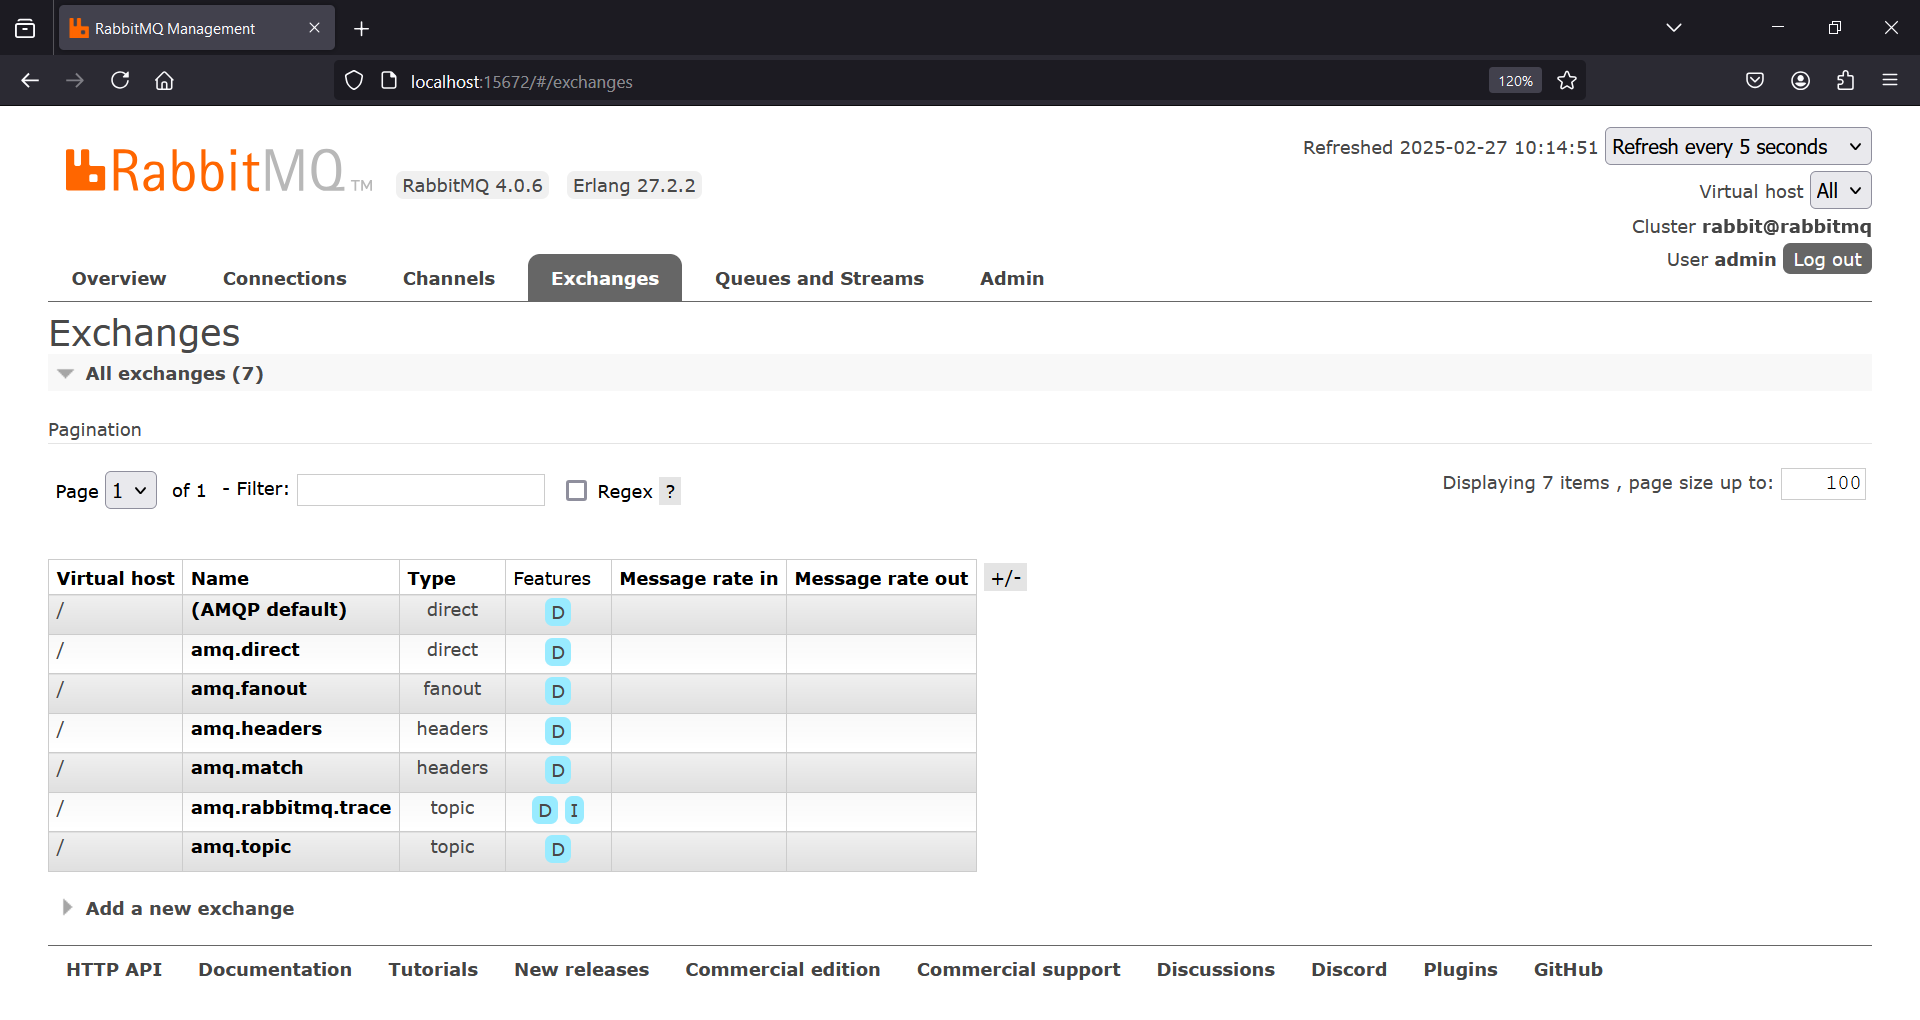 RabbitMQ Management
localhost:15672/#/exchanges
120%
RabbitMQ TM
RabbitMQ 4.0.6 Erlang 27.2.2
Refreshed 2025-02-27 10:14:51 Refresh every 5 seconds
Virtual host All
Cluster rabbit@rabbitmq
User admin Log out
Overview Connections Channels Exchanges Queues and Streams Admin
Exchanges
All exchanges (7)
Pagination
Page 1 of 1 - Filter: Regex ? Displaying 7 items , page size up to: 100
Virtual host Name Type Features Message rate in Message rate out +/-
/ (AMQP default) direct D
/ amq.direct direct D
/ amq.fanout fanout D
/ amq.headers headers D
/ amq.match headers D
/ amq.rabbitmq.trace topic D I
/ amq.topic topic D
Add a new exchange
HTTP API Documentation Tutorials New releases Commercial edition Commercial support Discussions Discord Plugins GitHub